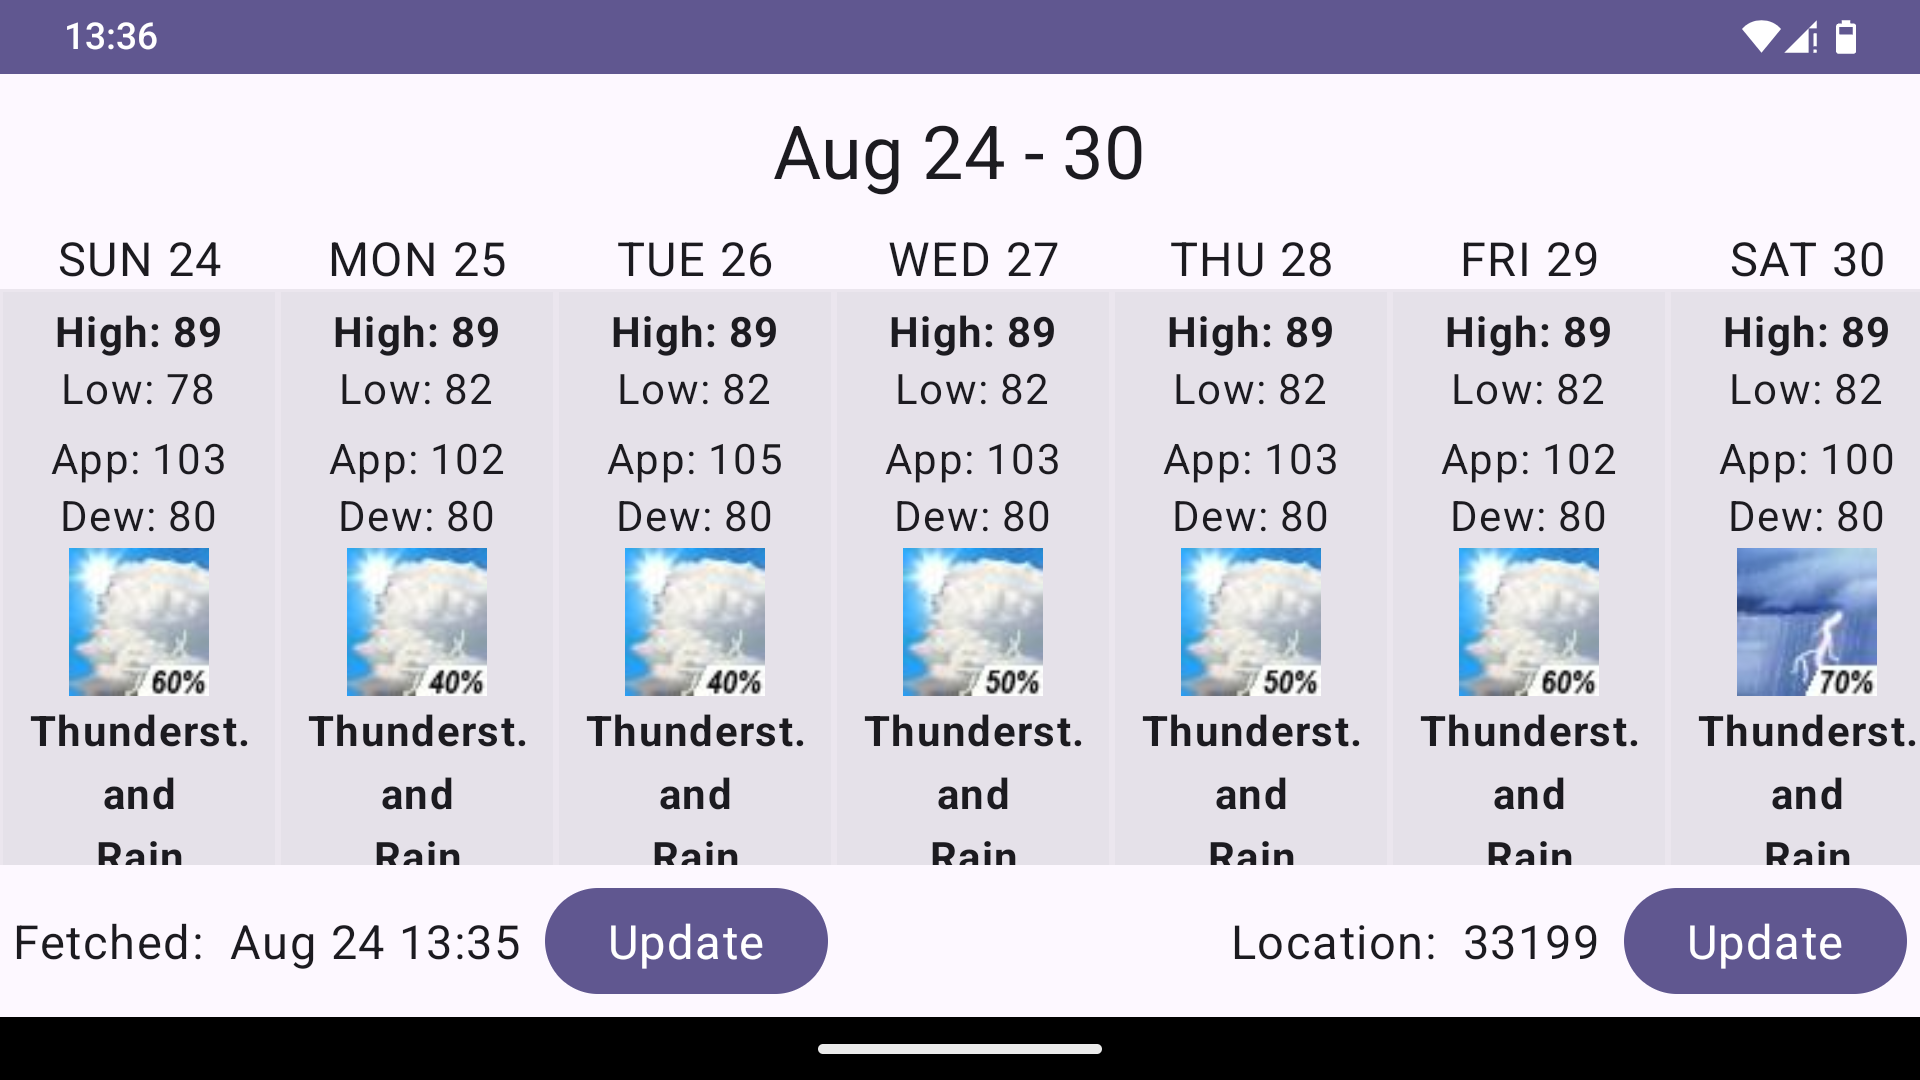 13:36
Aug 24 - 30
SUN 24 MON 25 TUE 26 WED 27 THU 28 FRI 29 SAT 30
High: 89 High: 89 High: 89 High: 89 High: 89 High: 89 High: 89
Low: 78 Low: 82 Low: 82 Low: 82 Low: 82 Low: 82 Low: 82
App: 103 App: 102 App: 105 App: 103 App: 103 App: 102 App: 100
Dew: 80 Dew: 80 Dew: 80 Dew: 80 Dew: 80 Dew: 80 Dew: 80
60% 40% 40% 50% 50% 60% 70%
Thunderst. Thunderst. Thunderst. Thunderst. Thunderst. Thunderst. Thunderst.
and and and and and and and
Rain Rain Rain Rain Rain Rain Rain
Fetched: Aug 24 13:35 Update Location: 33199 Update